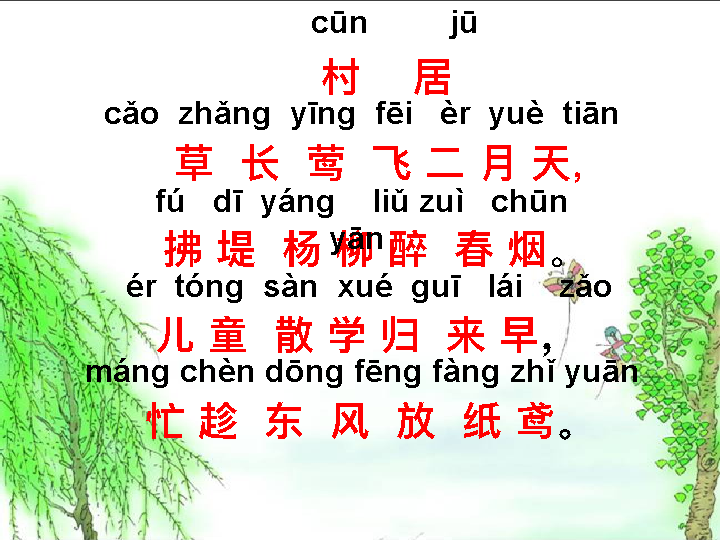 cūn jū
村 居
cǎo zhǎng yīng fēi èr yuè tiān
草 长 莺 飞 二 月 天,
fú dī yáng liǔ zuì chūn
yān
拂 堤 杨 柳 醉 春 烟。
ér tóng sàn xué guī lái zǎo
儿 童 散 学 归 来 早，
máng chèn dōng fēng fàng zhǐ yuān
忙 趁 东 风 放 纸 鸢。